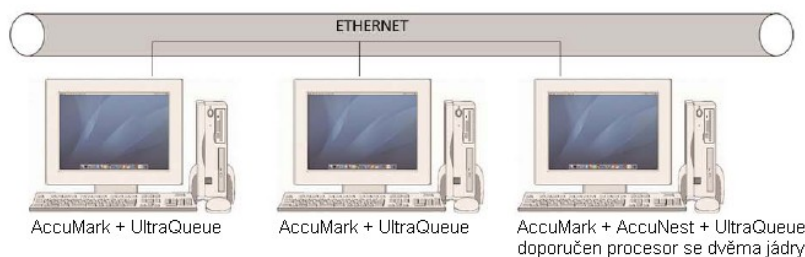 ETHERNET
AccuMark + UltraQueue
AccuMark + UltraQueue
AccuMark + AccuNest + UltraQueue
doporučen procesor se dvěma jádry